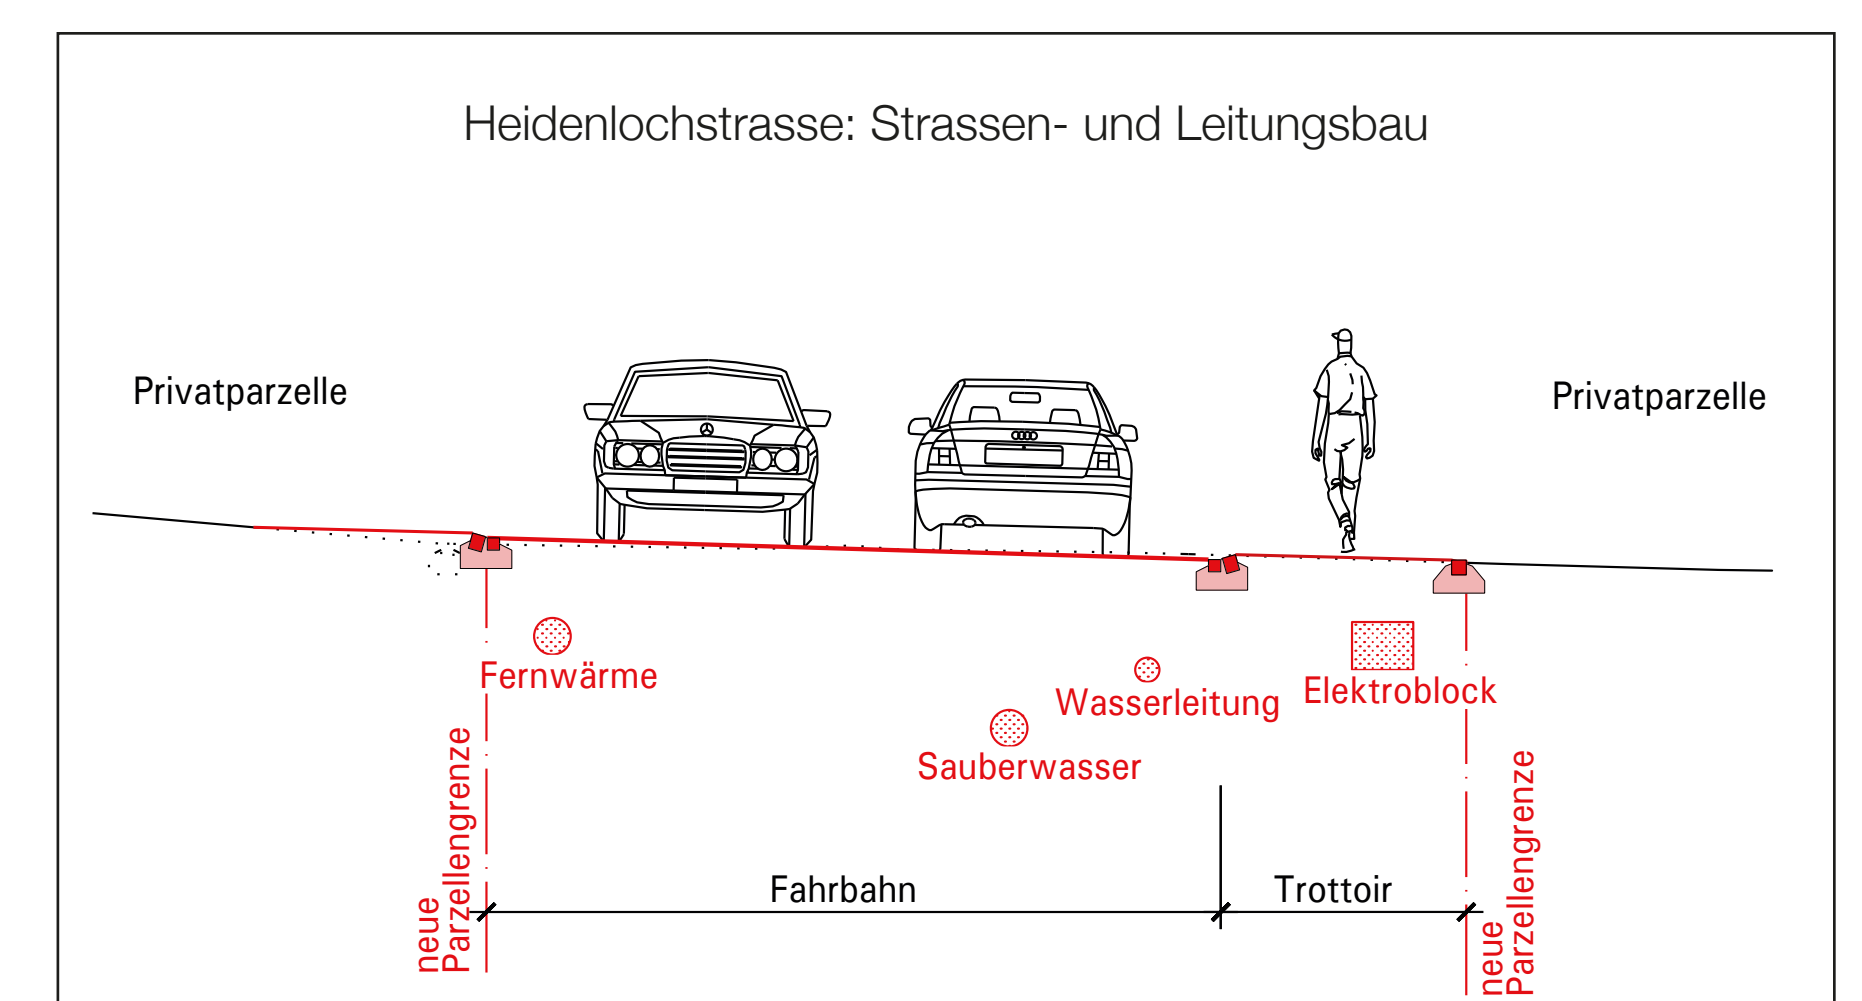 Heidenlochstrasse: Strassen- und Leitungsbau
Privatparzelle
Privatparzelle
Fernwärme
Wasserleitung
Elektroblock
Sauberwasser
neue
Parzellengrenze
Fahrbahn
Trottoir
neue
Parzellengrenze